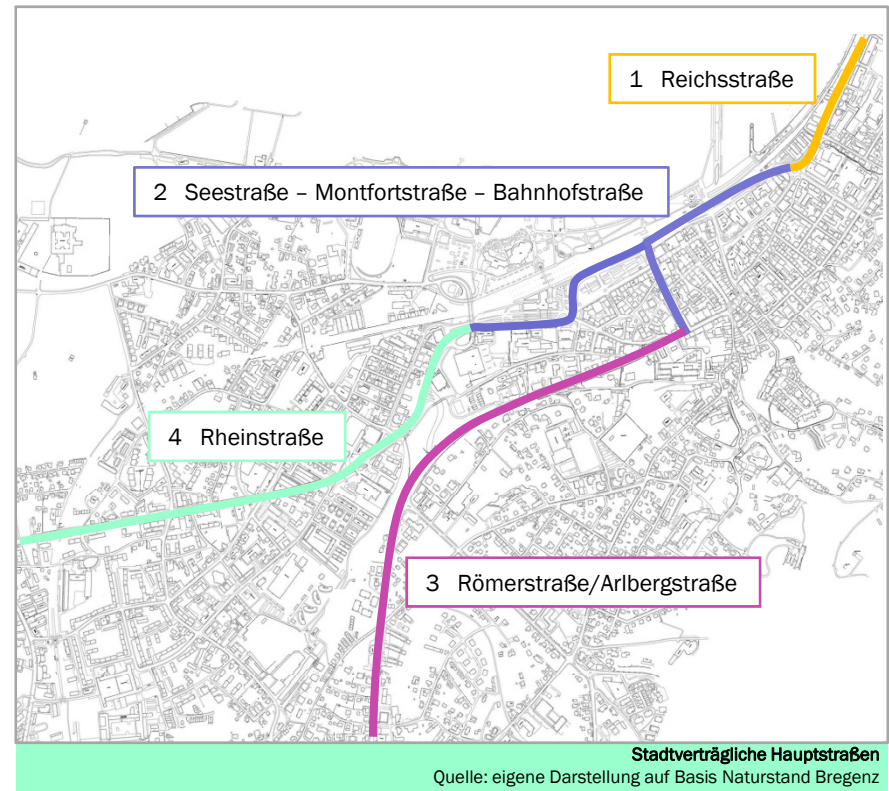 1 Reichsstraße
2 Seestraße – Montfortstraße – Bahnhofstraße
4 Rheinstraße
3 Römerstraße/Arlbergstraße
Stadtverträgliche Hauptstraßen
Quelle: eigene Darstellung auf Basis Naturstand Bregenz